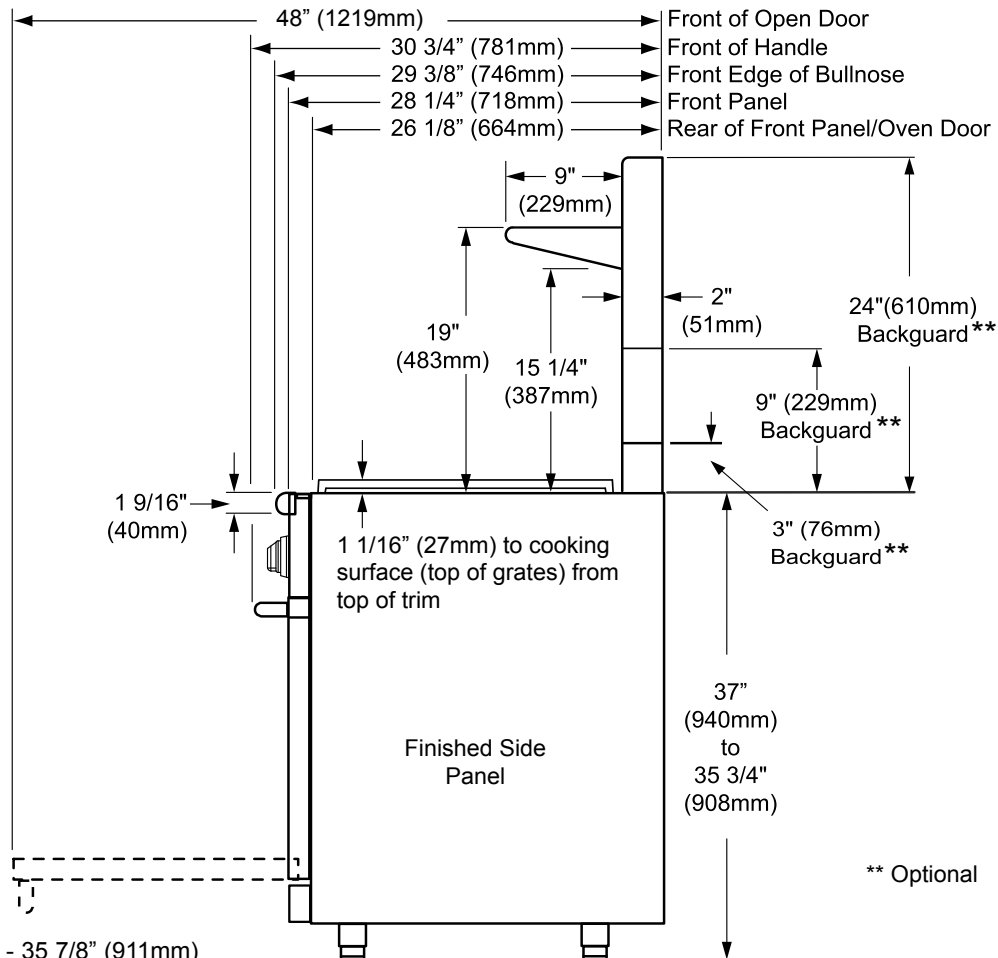 48” (1219mm) Front of Open Door
30 3/4” (781mm) Front of Handle
29 3/8” (746mm) Front Edge of Bullnose
28 1/4” (718mm) Front Panel
26 1/8” (664mm) Rear of Front Panel/Oven Door
9"
(229mm)
2"
(51mm)
24"(610mm)
Backguard**
19"
(483mm)
15 1/4"
(387mm)
9" (229mm)
Backguard **
1 9/16"
(40mm)
3" (76mm)
Backguard**
1 1/16” (27mm) to cooking
surface (top of grates) from
top of trim
37”
(940mm)
to
35 3/4"
(908mm)
Finished Side
Panel
** Optional
- 35 7/8” (911mm)